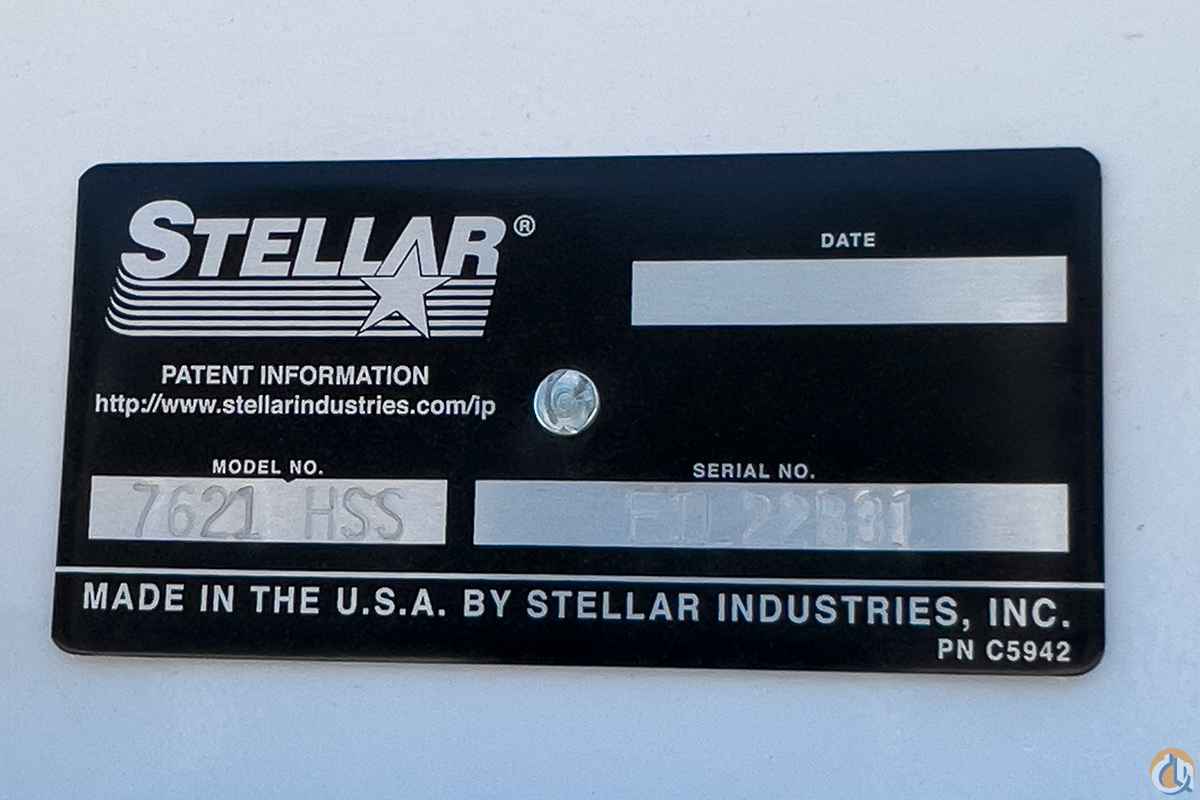 STELLAR®
DATE
PATENT INFORMATION
http://www.stellarindustries.com/ip
MODEL NO.
SERIAL NO.
7621 HSS
MADE IN THE U.S.A. BY STELLAR INDUSTRIES, INC.
PN C5942